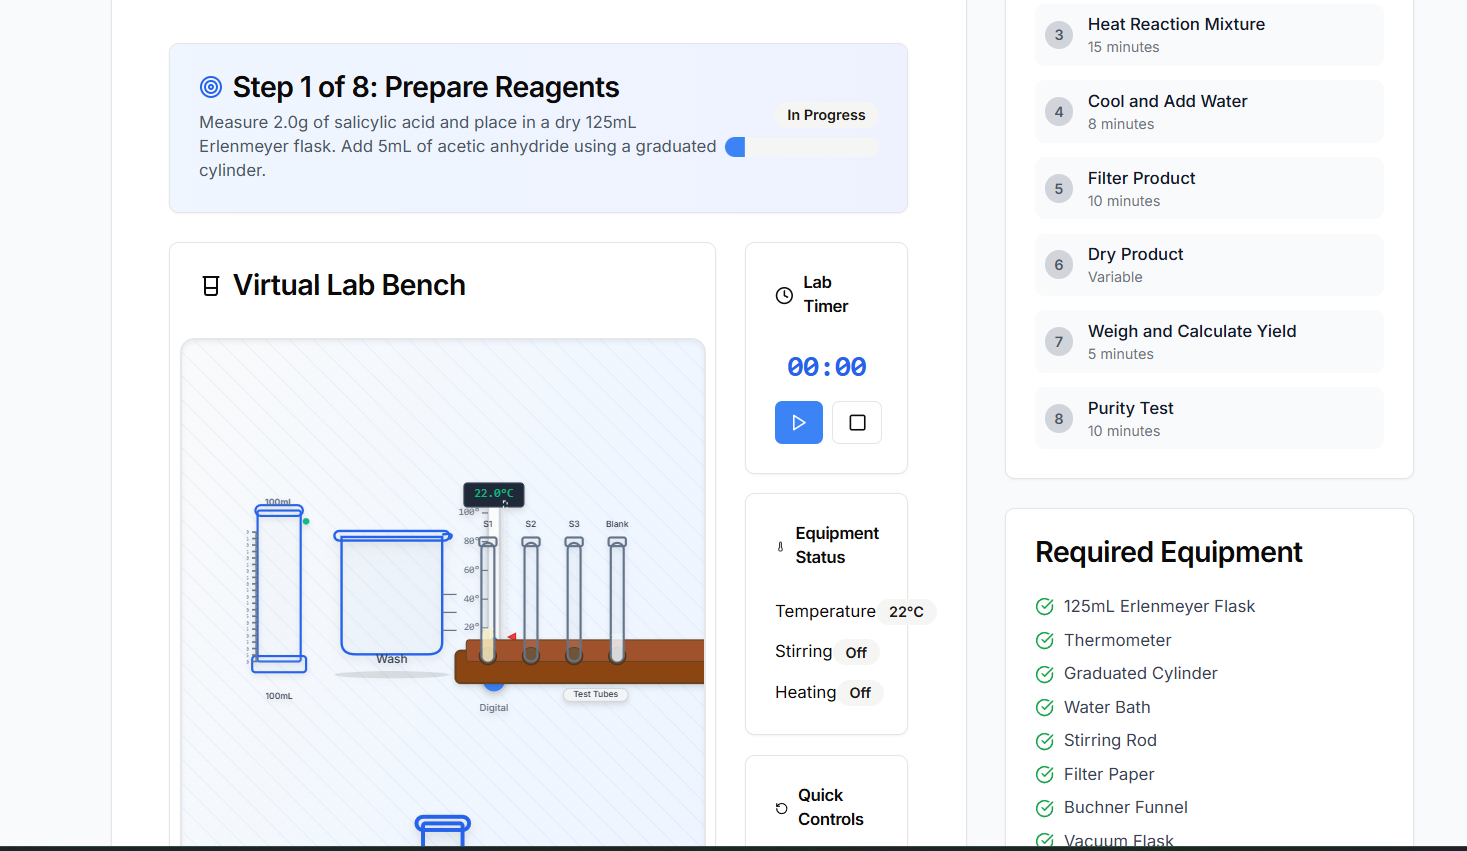 Step 1 of 8: Prepare Reagents
Measure 2.0g of salicylic acid and place in a dry 125mL
Erlenmeyer flask. Add 5mL of acetic anhydride using a graduated
cylinder.
In Progress
Virtual Lab Bench
100mL
100mL
Wash
22.0°C
100°
80°
60°
40°
20°
S1
S2
S3
Blank
Digital
Test Tubes
Lab
Timer
00:00
Equipment
Status
Temperature 22°C
Stirring Off
Heating Off
Quick
Controls
3
Heat Reaction Mixture
15 minutes
4
Cool and Add Water
8 minutes
5
Filter Product
10 minutes
6
Dry Product
Variable
7
Weigh and Calculate Yield
5 minutes
8
Purity Test
10 minutes
Required Equipment
125mL Erlenmeyer Flask
Thermometer
Graduated Cylinder
Water Bath
Stirring Rod
Filter Paper
Buchner Funnel
Vacuum Flask